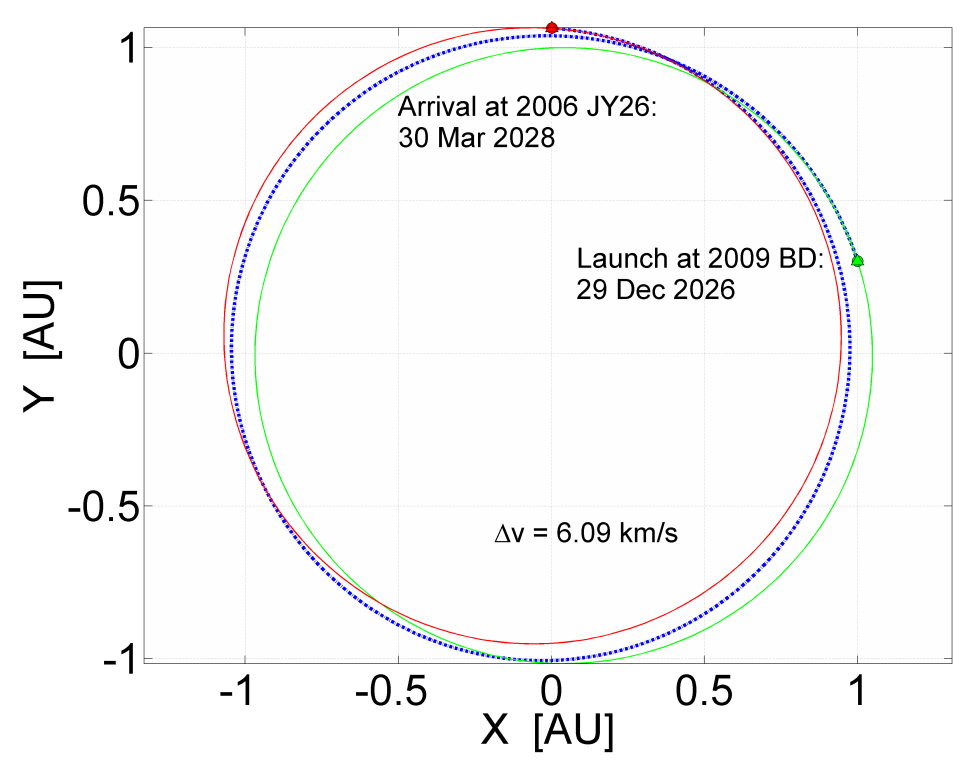 1
0.5
0
-0.5
-1
Y [AU]
Arrival at 2006 JY26:
30 Mar 2028
Launch at 2009 BD:
29 Dec 2026
Δv = 6.09 km/s
-1 -0.5 0 0.5 1
X [AU]